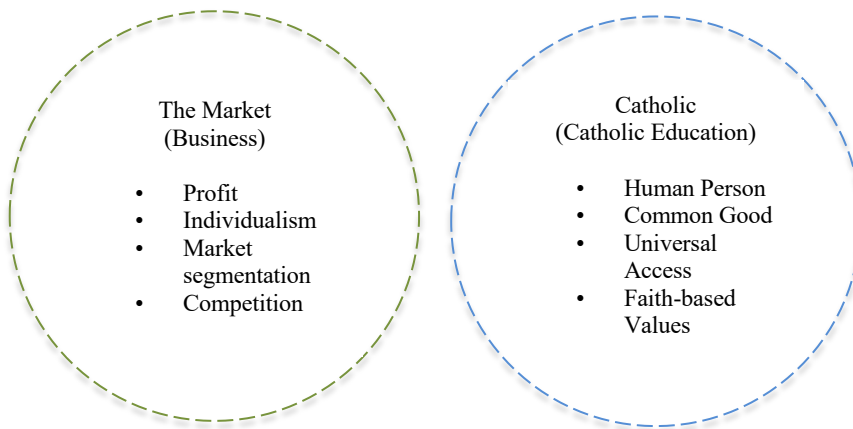 The Market
(Business)
• Profit
• Individualism
• Market
segmentation
• Competition
Catholic
(Catholic Education)
• Human Person
• Common Good
• Universal
Access
• Faith-based
Values